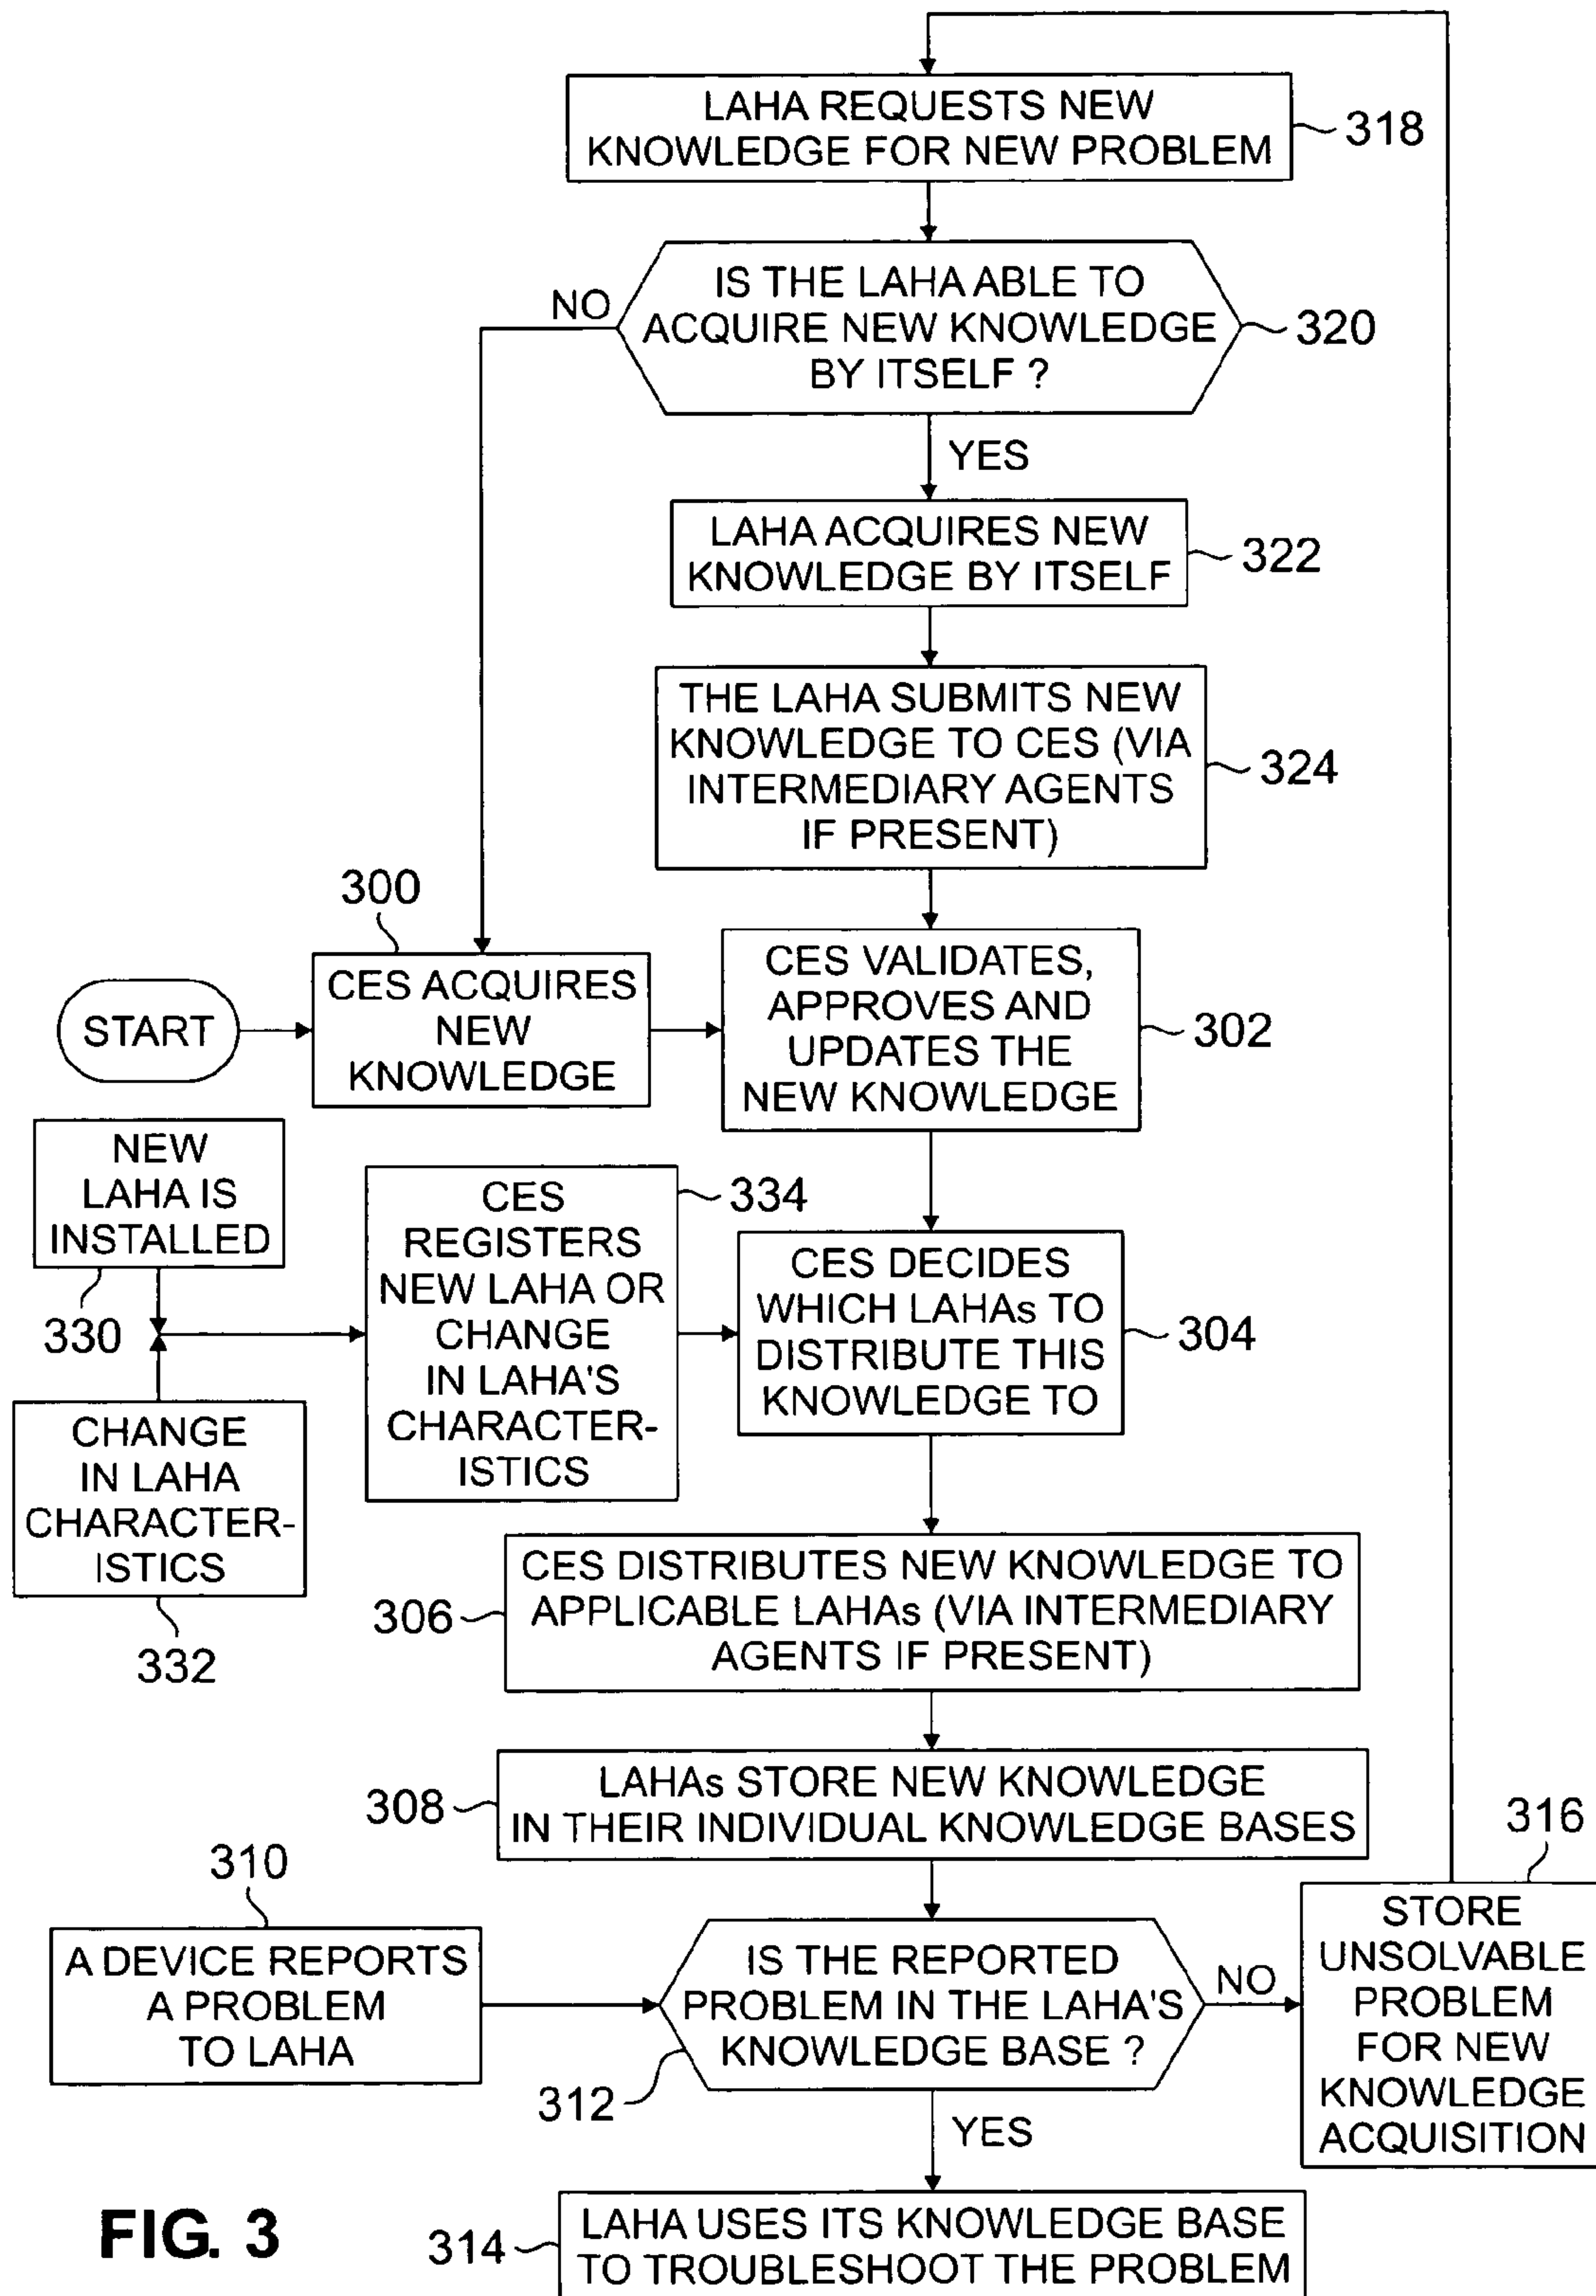 LAHA REQUESTS NEW
KNOWLEDGE FOR NEW PROBLEM
318
IS THE LAHA ABLE TO
ACQUIRE NEW KNOWLEDGE
BY ITSELF ?
320
NO
YES
LAHA ACQUIRES NEW
KNOWLEDGE BY ITSELF
322
THE LAHA SUBMITS NEW
KNOWLEDGE TO CES (VIA
INTERMEDIARY AGENTS
IF PRESENT)
324
300
START
CES ACQUIRES
NEW
KNOWLEDGE
CES VALIDATES,
APPROVES AND
UPDATES THE
NEW KNOWLEDGE
302
NEW
LAHA IS
INSTALLED
330
CHANGE
IN LAHA
CHARACTER-
ISTICS
332
CES
REGISTERS
NEW LAHA OR
CHANGE
IN LAHA'S
CHARACTER-
ISTICS
334
CES DECIDES
WHICH LAHAs TO
DISTRIBUTE THIS
KNOWLEDGE TO
304
CES DISTRIBUTES NEW KNOWLEDGE TO
APPLICABLE LAHAs (VIA INTERMEDIARY
AGENTS IF PRESENT)
306
LAHAs STORE NEW KNOWLEDGE
IN THEIR INDIVIDUAL KNOWLEDGE BASES
308
310
A DEVICE REPORTS
A PROBLEM
TO LAHA
IS THE REPORTED
PROBLEM IN THE LAHA'S
KNOWLEDGE BASE ?
312
NO
316
STORE
UNSOLVABLE
PROBLEM
FOR NEW
KNOWLEDGE
ACQUISITION
YES
LAHA USES ITS KNOWLEDGE BASE
TO TROUBLESHOOT THE PROBLEM
314
FIG. 3